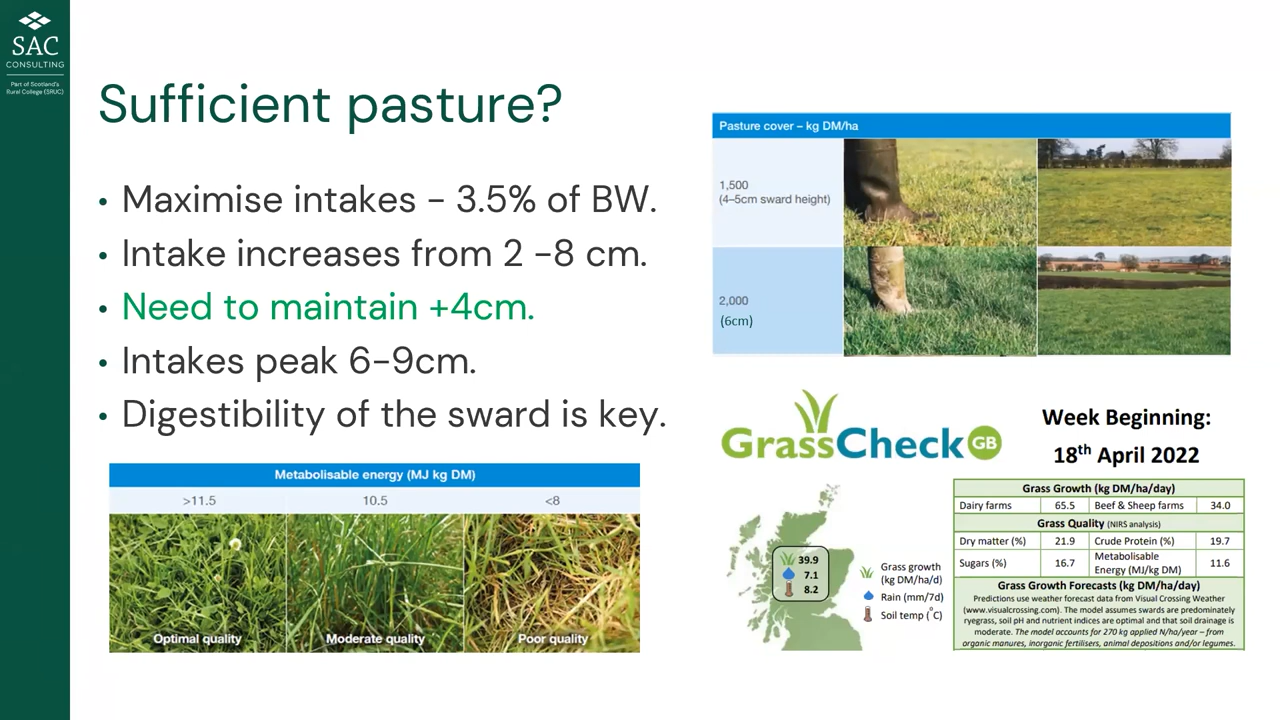 SAC
CONSULTING
Part of Scotland's
Rural College (SRUC)
Sufficient pasture?
• Maximise intakes - 3.5% of BW.
• Intake increases from 2 -8 cm.
• Need to maintain +4cm.
• Intakes peak 6-9cm.
• Digestibility of the sward is key.
Metabolisable energy (MJ kg DM)
>11.5 10.5 <8
Optimal quality Moderate quality Poor quality
Pasture cover – kg DM/ha
1,500
(4–5cm sward height)
2,000
(6cm)
GrassCheck GB
Week Beginning:
18th April 2022
39.9
7.1
8.2
Grass growth
(kg DM/ha/d)
Rain (mm/7d)
Soil temp (°C)
Grass Growth (kg DM/ha/day)
Dairy farms 65.5 Beef & Sheep farms 34.0
Grass Quality (NIRS analysis)
Dry matter (%) 21.9 Crude Protein (%) 19.7
Sugars (%) 16.7 Metabolisable
Energy (MJ/kg DM) 11.6
Grass Growth Forecasts (kg DM/ha/day)
Predictions use weather forecast data from Visual Crossing Weather
(www.visualcrossing.com). The model assumes swards are predominately
ryegrass, soil pH and nutrient indices are optimal and that soil drainage is
moderate. The model accounts for 270 kg applied N/ha/year – from
organic manures, inorganic fertilisers, animal depositions and/or legumes.